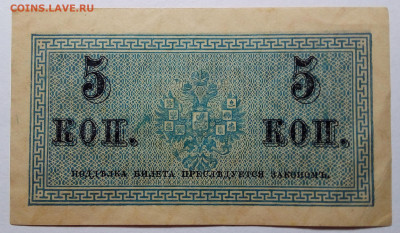 COINS.LAVE.RU
5 5
КОП. КОП.
ПОДДѢЛКА БИЛЕТА ПРЕСЛѢДУЕТСЯ ЗАКОНОМЪ.